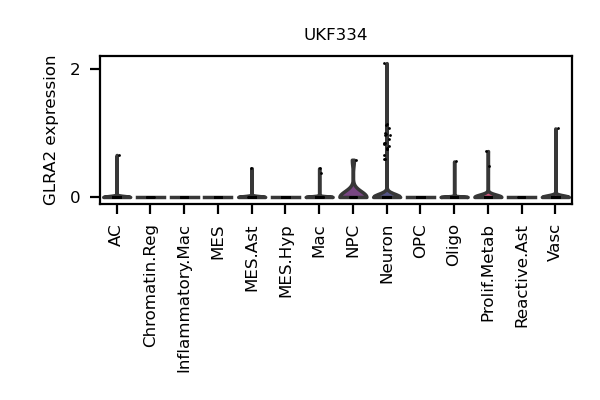 UKF334
GLRA2 expression
2
0
AC
Chromatin.Reg
Inflammatory.Mac
MES
MES.Ast
MES.Hyp
Mac
NPC
Neuron
OPC
Oligo
Prolif.Metab
Reactive.Ast
Vasc